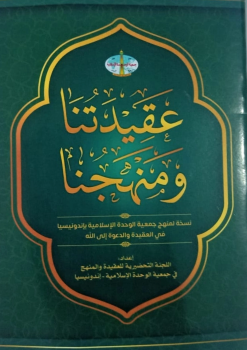 عقيدتنا
ومنهجنا
نسخة لمنهج جمعية الوحدة الإسلامية بإندونيسيا
في العقيدة والدعوة إلى الله
إعداد:
اللجنة التحضيرية للعقيدة والمنهج
في جمعية الوحدة الإسلامية - إندونيسيا